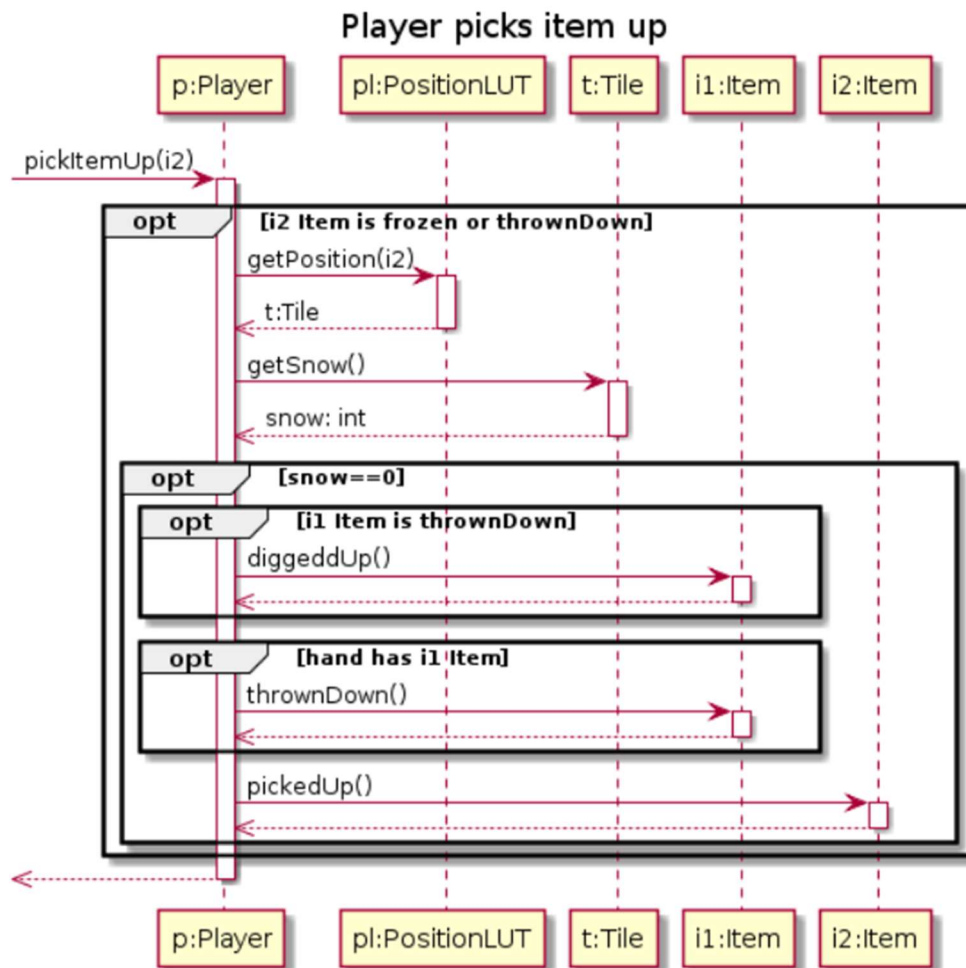 Player picks item up
p:Player pl:PositionLUT t:Tile i1:Item i2:Item
pickItemUp(i2)
opt [i2 Item is frozen or thrownDown]
getPosition(i2)
t:Tile
getSnow()
snow: int
opt [snow==0]
opt [i1 Item is thrownDown]
diggeddUp()
opt [hand has i1 Item]
thrownDown()
pickedUp()
p:Player pl:PositionLUT t:Tile i1:Item i2:Item